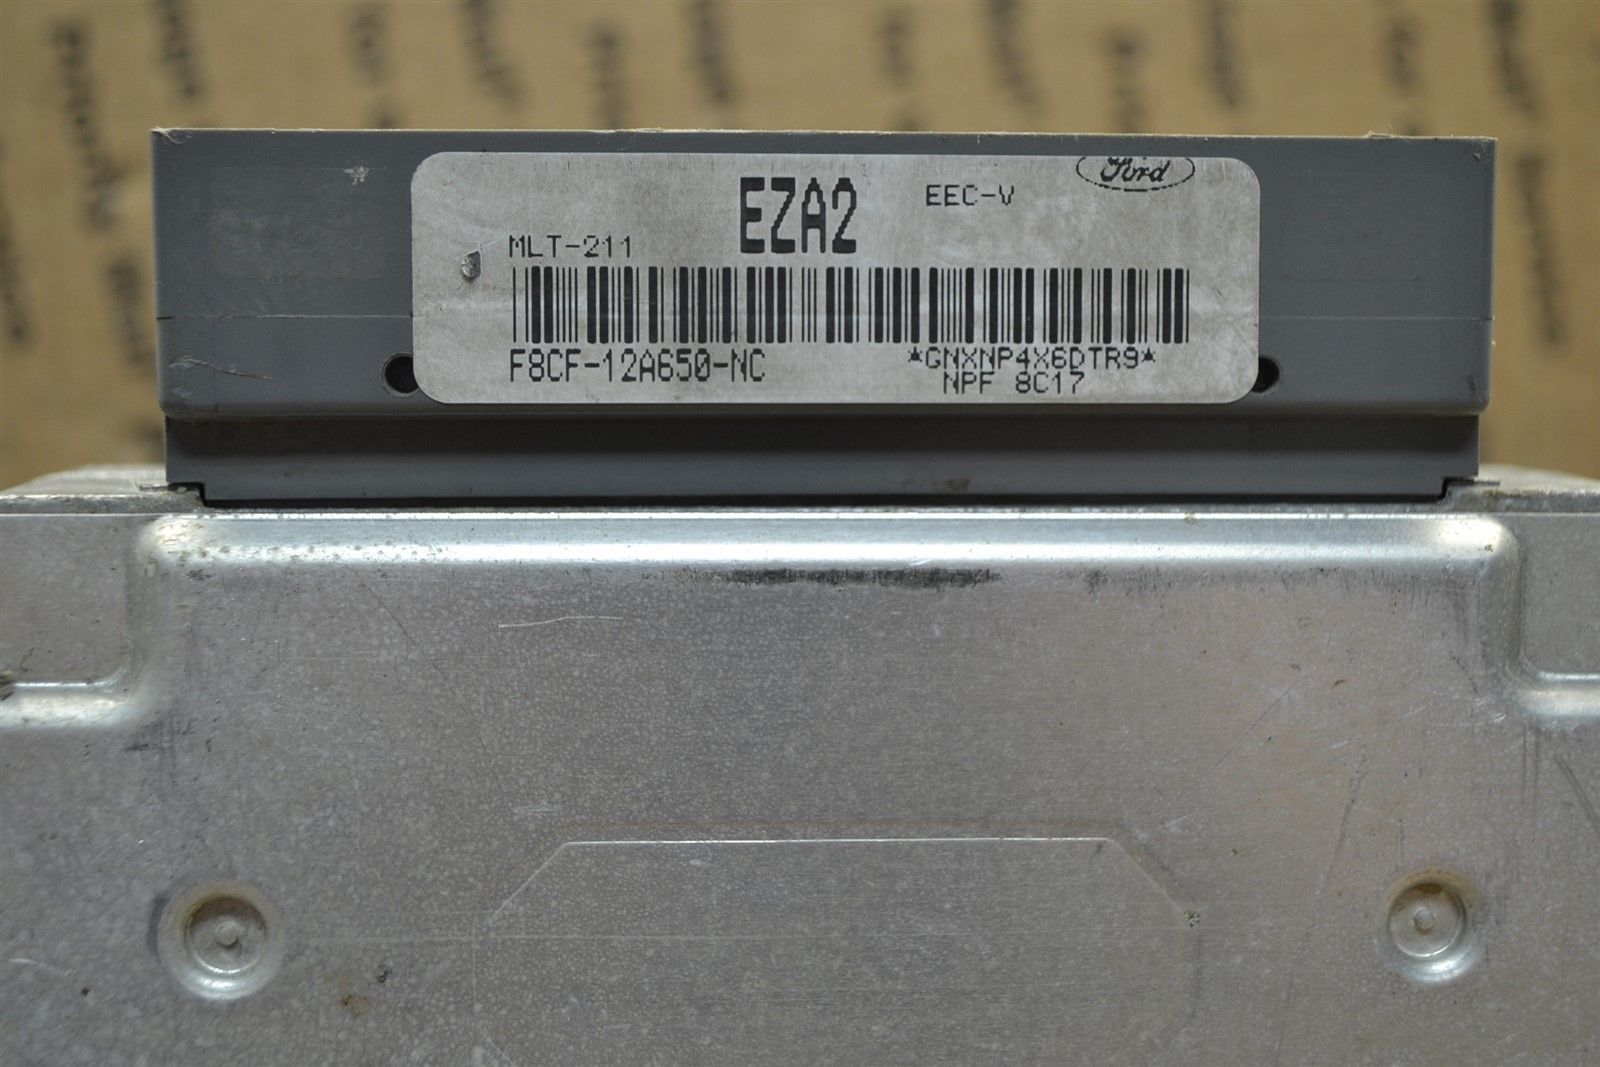 Ford
EZA2
EEC-V
MLT-211
F8CF-12A650-NC
*GNXNP4X6DTR9*
NPF 8C17